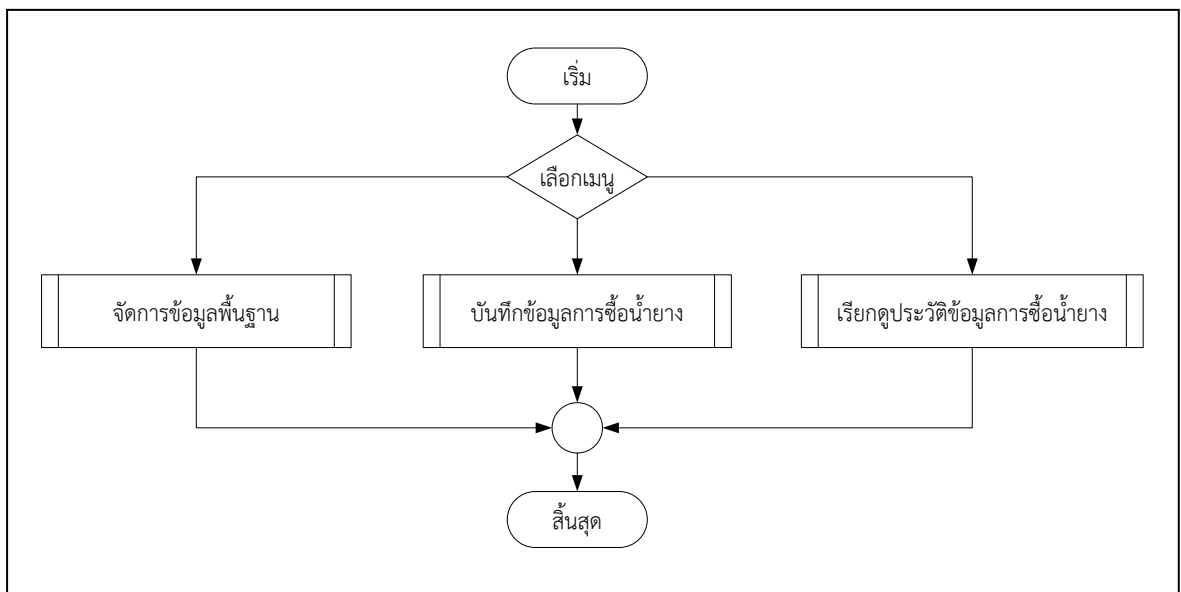 เริ่ม
เลือกเมนู
จัดการข้อมูลพื้นฐาน
บันทึกข้อมูลการซื้อน้ำยาง
เรียกดูประวัติข้อมูลการซื้อน้ำยาง
สิ้นสุด